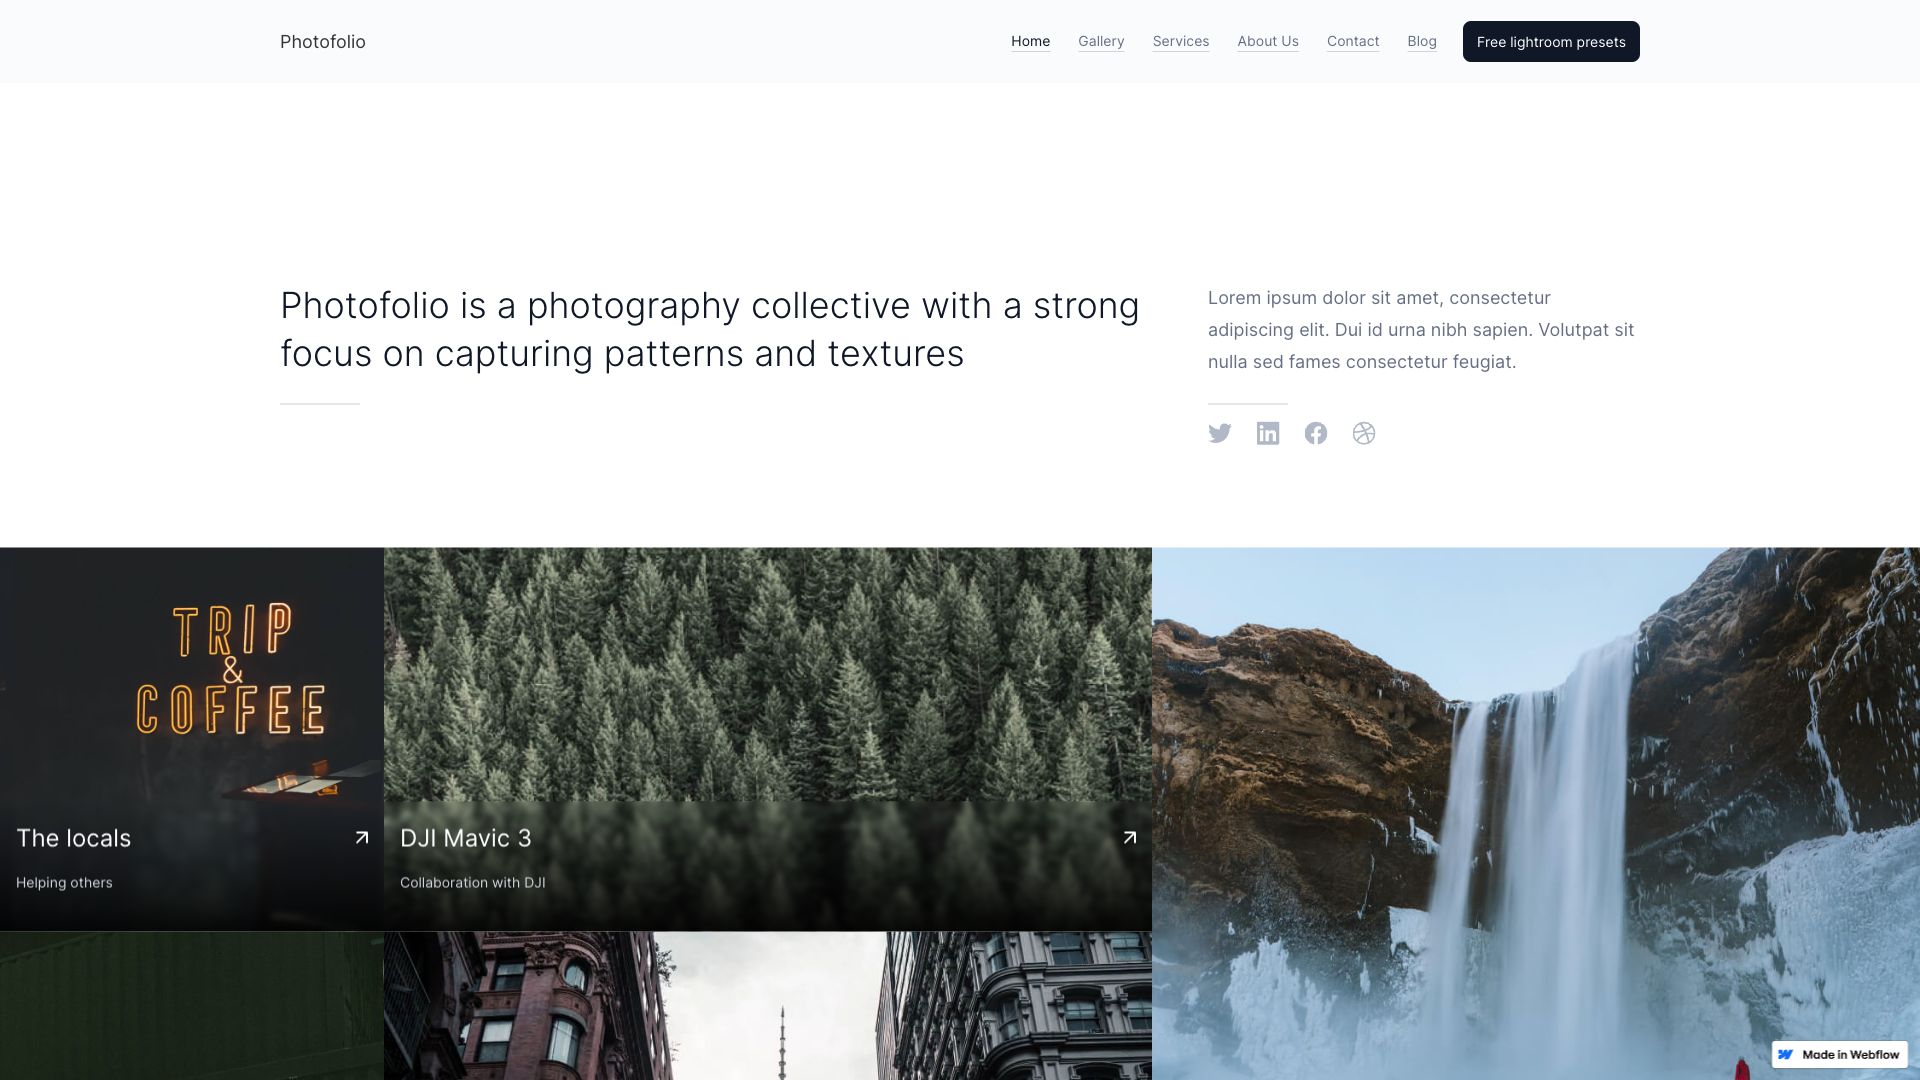 Photofolio
Home
Gallery
Services
About Us
Contact
Blog
Free lightroom presets
Photofolio is a photography collective with a strong
focus on capturing patterns and textures
Lorem ipsum dolor sit amet, consectetur
adipiscing elit. Dui id urna nibh sapien. Volutpat sit
nulla sed fames consectetur feugiat.
TRIP
&
COFFEE
The locals
Helping others
DJI Mavic 3
Collaboration with DJI
Made in Webflow